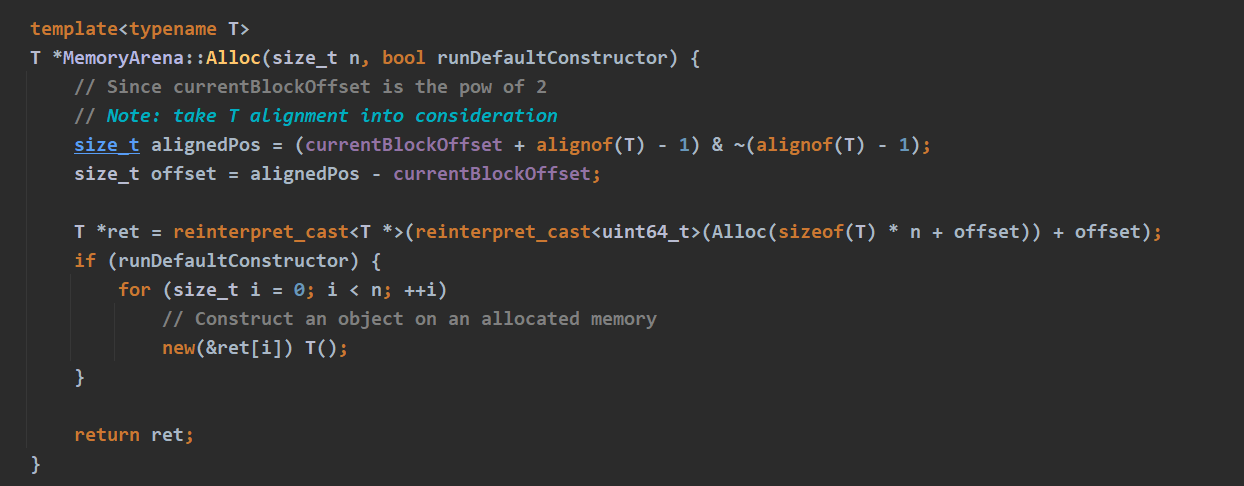 template<typename T>
T *MemoryArena::Alloc(size_t n, bool runDefaultConstructor) {
    // Since currentBlockOffset is the pow of 2
    // Note: take T alignment into consideration
    size_t alignedPos = (currentBlockOffset + alignof(T) - 1) & ~(alignof(T) - 1);
    size_t offset = alignedPos - currentBlockOffset;

    T *ret = reinterpret_cast<T *>(reinterpret_cast<uint64_t>(Alloc(sizeof(T) * n + offset)) + offset);
    if (runDefaultConstructor) {
        for (size_t i = 0; i < n; ++i)
            // Construct an object on an allocated memory
            new(&ret[i]) T();
    }

    return ret;
}